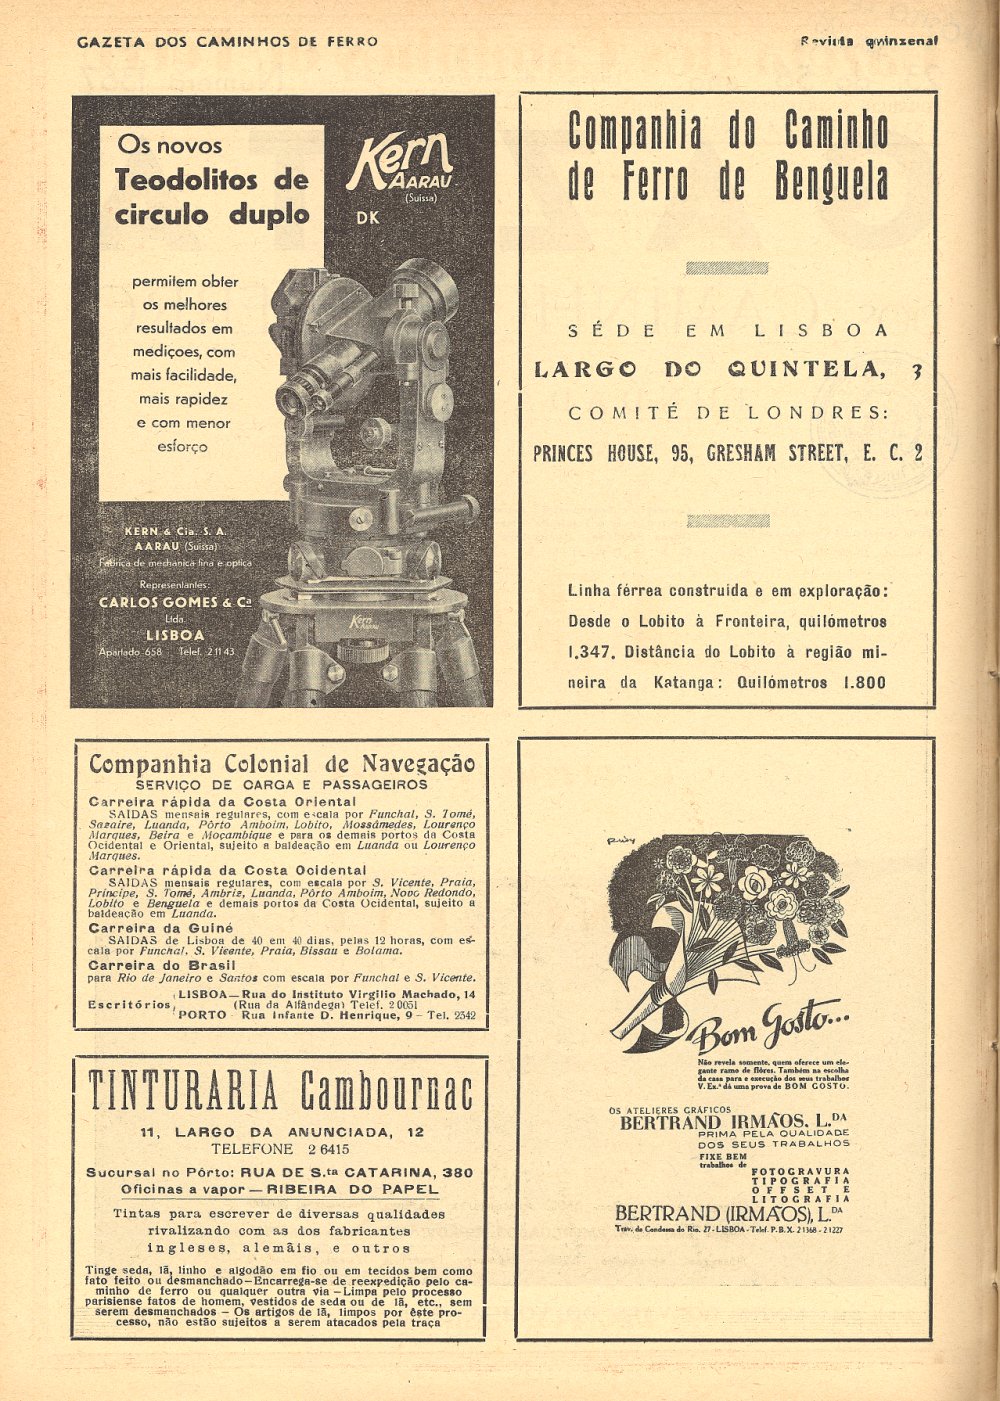 GAZETA DOS CAMINHOS DE FERRO
Revista quinzenal
Os novos
Teodolitos de
circulo duplo
Kern
AARAU
(Suissa)
DK
permitem obter
os melhores
resultados em
medições, com
mais facilidade,
mais rapidez
e com menor
esforço
KERN & Cia. S. A.
AARAU (Suissa)
Fabrica de mechanica fina e optica
Representantes:
CARLOS GOMES & Cª
Ltda.
LISBOA
Apartado 658 Telef. 2 11 43
Kern
AARAU
Companhia do Caminho
de Ferro de Benguela
SÉDE EM LISBOA
LARGO DO QUINTELA, 3
COMITÉ DE LONDRES:
PRINCES HOUSE, 95, GRESHAM STREET, E. C. 2
Linha férrea construida e em exploração:
Desde o Lobito à Fronteira, quilómetros
1.347. Distância do Lobito à região mi-
neira da Katanga: Quilómetros 1.800
Companhia Colonial de Navegação
SERVIÇO DE CARGA E PASSAGEIROS
Carreira rápida da Costa Oriental
SAIDAS mensais regulares, com escala por Funchal, S. Tomé,
Sazaire, Luanda, Pôrto Amboim, Lobito, Mossâmedes, Lourenço
Marques, Beira e Moçambique e para os demais portos da Costa
Ocidental e Oriental, sujeito a baldeação em Luanda ou Lourenço
Marques.
Carreira rápida da Costa Ocidental
SAIDAS mensais regulares, com escala por S. Vicente, Praia,
Príncipe, S. Tomé, Ambriz, Luanda, Pôrto Amboim, Novo Redondo,
Lobito e Benguela e demais portos da Costa Ocidental, sujeito a
baldeação em Luanda.
Carreira da Guiné
SAIDAS de Lisboa de 40 em 40 dias, pelas 12 horas, com es-
cala por Funchal, S. Vicente, Praia, Bissau e Bolama.
Carreira do Brasil
para Rio de Janeiro e Santos com escala por Funchal e S. Vicente.
Escritórios
LISBOA—Rua do Instituto Virgílio Machado, 14
(Rua da Alfândega) Telef. 2 0051
PORTO Rua Infante D. Henrique, 9 – Tel. 2342
TINTURARIA Cambournac
11, LARGO DA ANUNCIADA, 12
TELEFONE 2 6415
Sucursal no Pôrto: RUA DE S.ta CATARINA, 380
Oficinas a vapor — RIBEIRA DO PAPEL
Tintas para escrever de diversas qualidades
rivalizando com as dos fabricantes
ingleses, alemãis, e outros
Tinge seda, lã, linho e algodão em fio ou em tecidos bem como
fato feito ou desmanchado—Encarrega-se de reexpedição pelo ca-
minho de ferro ou qualquer outra via —Limpa pelo processo
parisiense fatos de homem, vestidos de seda ou de lã, etc., sem
serem desmanchados — Os artigos de lã, limpos por êste pro-
cesso, não estão sujeitos a serem atacados pela traça
Bom Gosto...
Não revela somente, quem oferece um ele-
gante ramo de flôres. Também na escolha
da casa para e execução dos seus trabalhos
V. Ex.ª dá uma prova de BOM GOSTO.
OS ATELIERES GRÁFICOS
BERTRAND IRMÃOS, L.DA
PRIMA PELA QUALIDADE
DOS SEUS TRABALHOS
FIXE BEM
trabalhos de
FOTOGRAVURA
TIPOGRAFIA
OFFSET E
LITOGRAFIA
BERTRAND (IRMÃOS), L.DA
Trav. da Condessa do Rio, 27 - LISBOA - Telef. P. B. X. 2 1368 - 2 1227